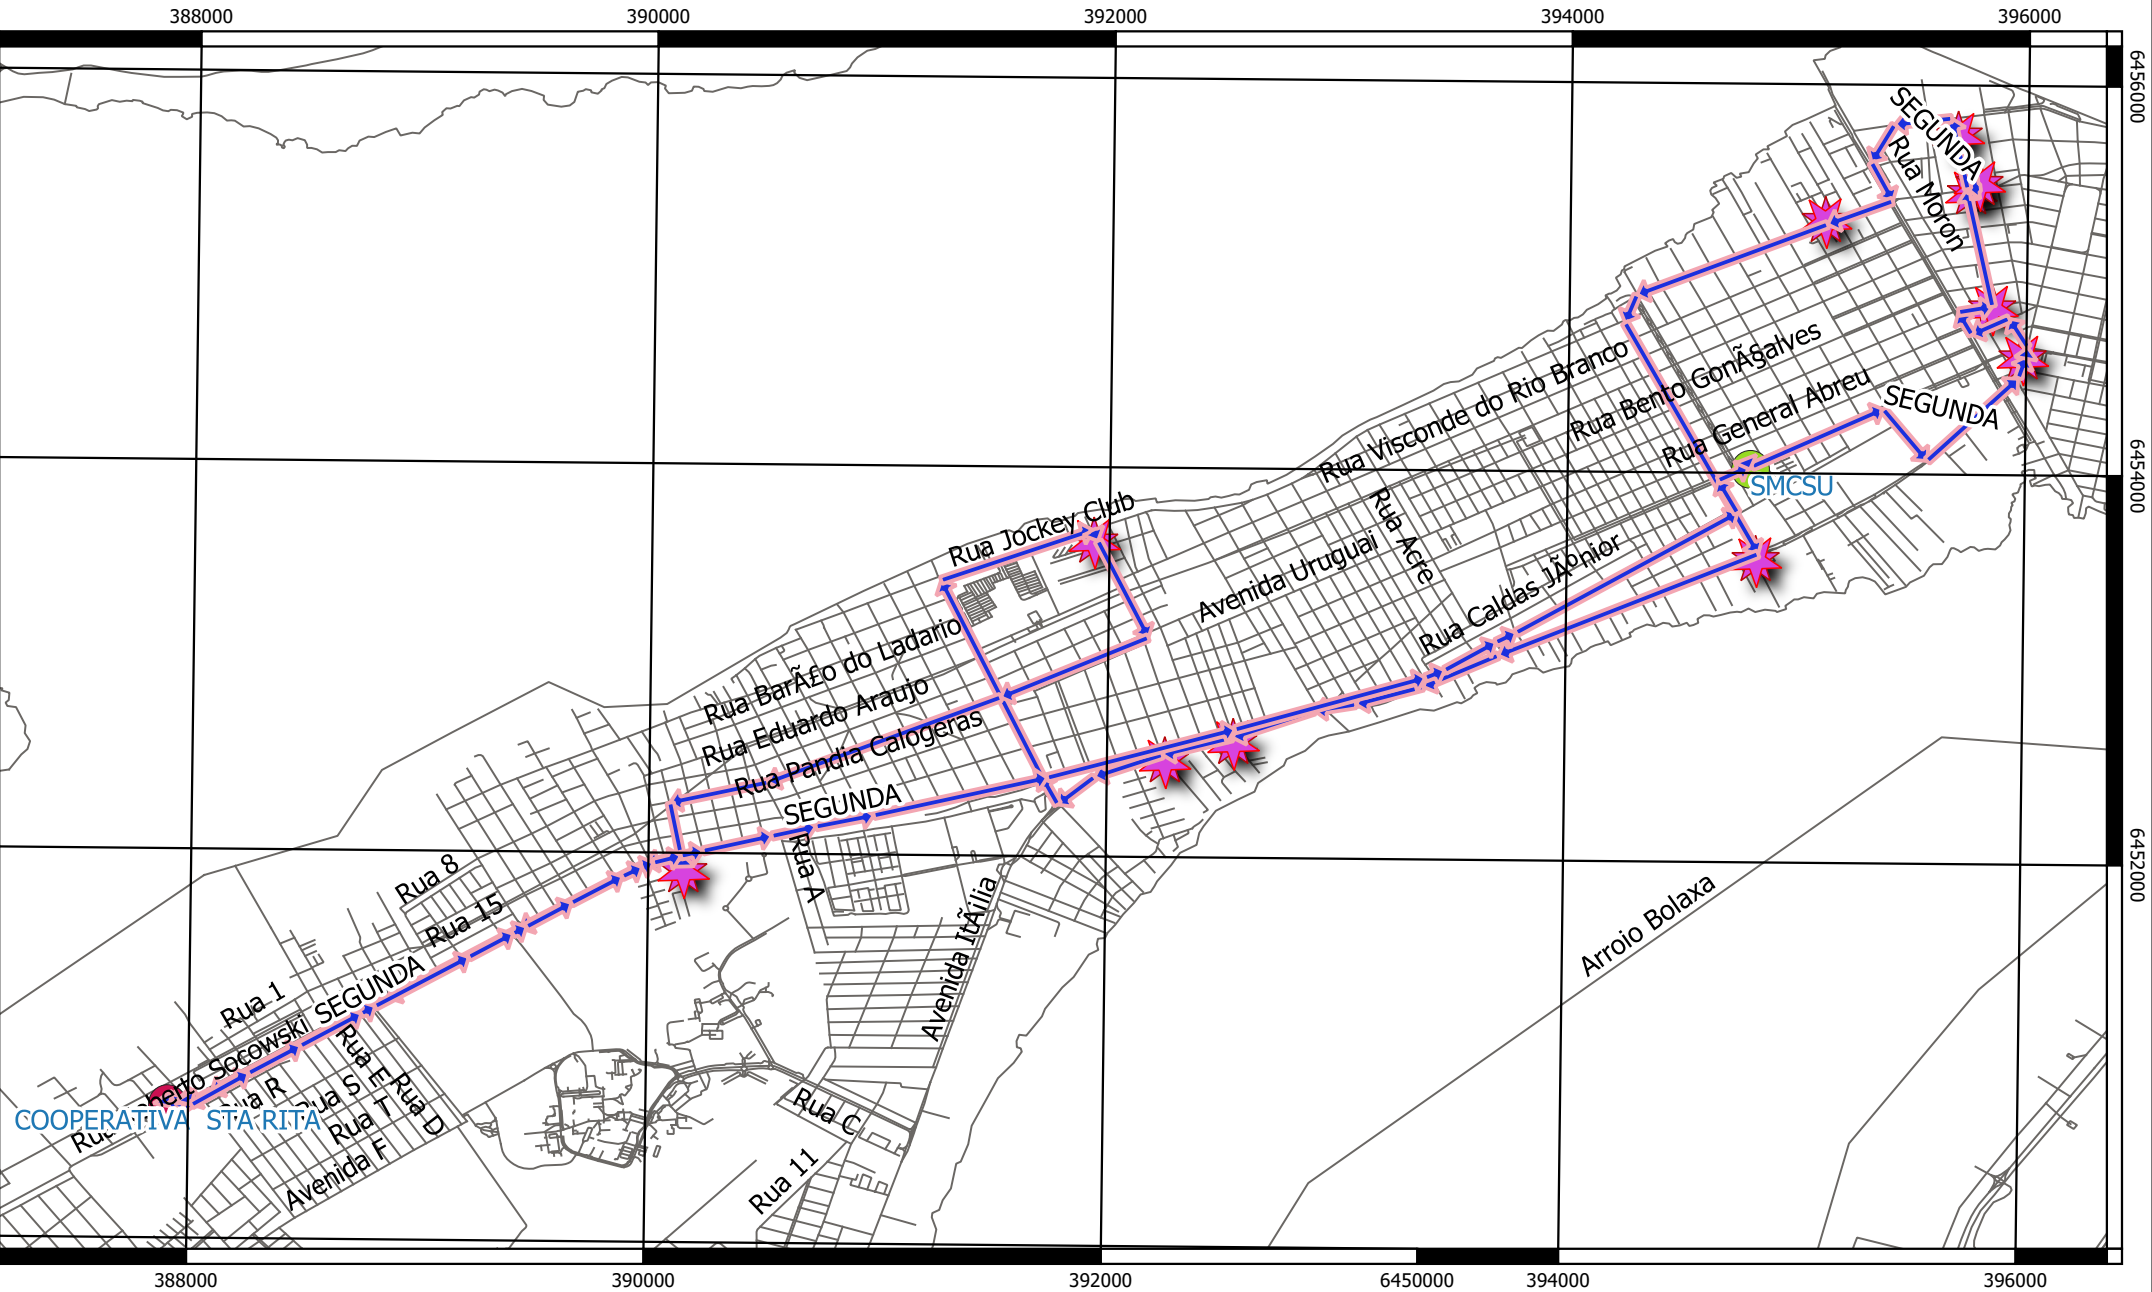 388000
390000
392000
394000
396000
6456000
SEGUNDA
Rua Moron
Rua Visconde do Rio Branco
Rua Bento GonÃ§alves
Rua General Abreu
SEGUNDA
6454000
SMCSU
Rua Jockey Club
Rua Acre
Avenida Uruguai
Rua Caldas JÃºnior
Rua BarÃ£o do Ladario
Rua Eduardo Araujo
Rua Pandia Calogeras
SEGUNDA
6452000
Rua 8
Rua A
Rua 15
Avenida ItÃ¡lia
Arroio Bolaxa
SEGUNDA
Rua 1
Socowski
Rua E
Rua R
Rua S
Rua D
Rua T
COOPERATIVA STA RITA
Rua
Avenida F
Rua C
Rua 11
388000
390000
392000
6450000
394000
396000